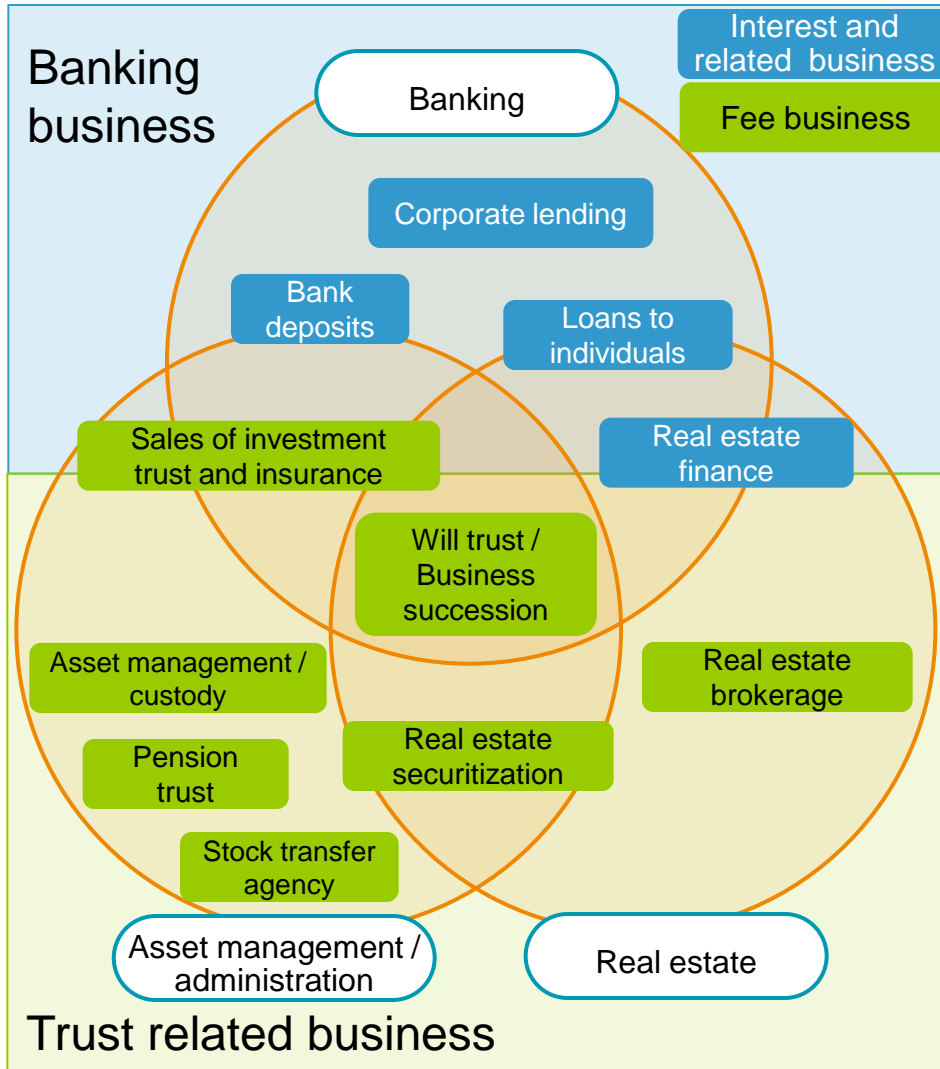 Banking
business
Interest and
related business
Fee business
Banking
Corporate lending
Bank
deposits
Loans to
individuals
Sales of investment
trust and insurance
Real estate
finance
Will trust /
Business
succession
Asset management /
custody
Real estate
brokerage
Pension
trust
Real estate
securitization
Stock transfer
agency
Asset management /
administration
Real estate
Trust related business